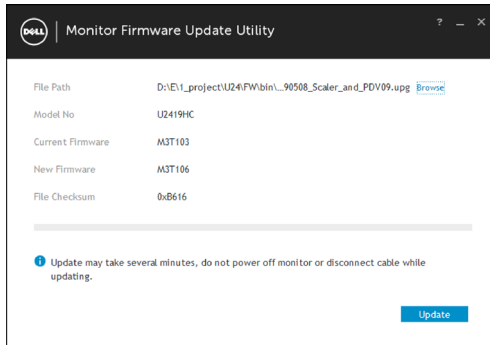 DELL Monitor Firmware Update Utility ? _ ×
File Path D:\E\1_project\U24\FW\bin\...90508_Scaler_and_PDV09.upg Browse
Model No U2419HC
Current Firmware M3T103
New Firmware M3T106
File Checksum 0xB616
Update may take several minutes, do not power off monitor or disconnect cable while
updating.
Update